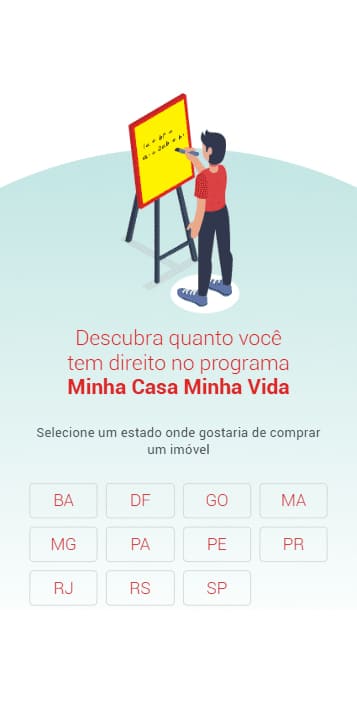 Descubra quanto você
tem direito no programa
Minha Casa Minha Vida
Selecione um estado onde gostaria de comprar
um imóvel
BA DF GO MA
MG PA PE PR
RJ RS SP